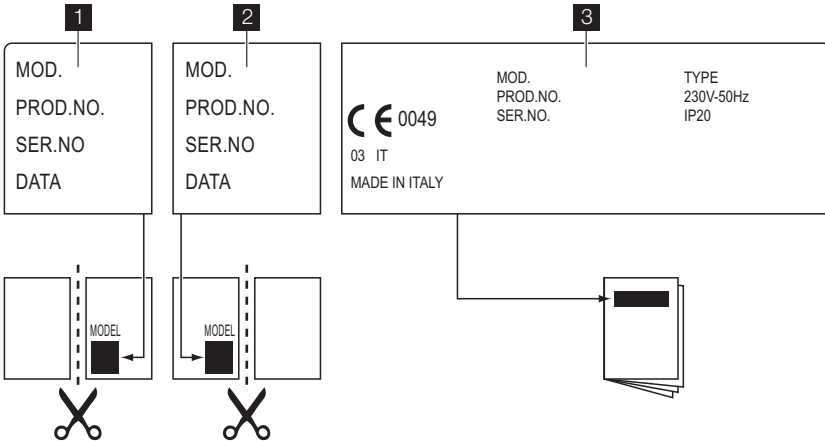 1
MOD.
PROD.NO.
SER.NO
DATA
MODEL
2
MOD.
PROD.NO.
SER.NO
DATA
MODEL
3
CE 0049
03 IT
MADE IN ITALY
MOD.
PROD.NO.
SER.NO.
TYPE
230V-50Hz
IP20